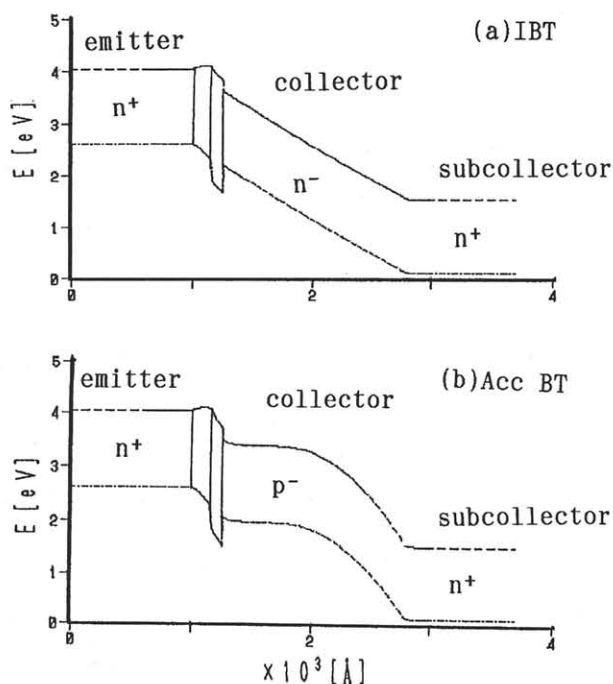 (a)IBT
5
emitter
4
collector
n⁺
3
E [eV]
n⁻
subcollector
2
n⁺
1
0
0 2 4
5
emitter
(b)Acc BT
4
collector
n⁺
3
E [eV]
p⁻
subcollector
2
1
n⁺
0
0 2 4
×10³[Å]